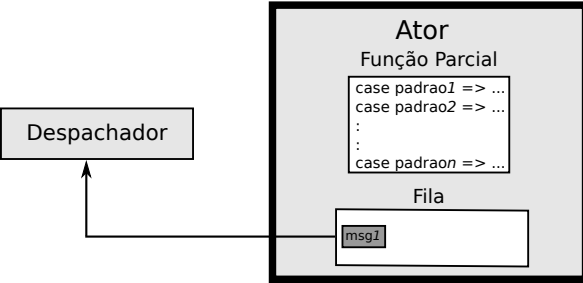 Ator
Função Parcial
case padrao1 => ...
case padrao2 => ...
:
:
case padraon => ...
Despachador
Fila
msg1